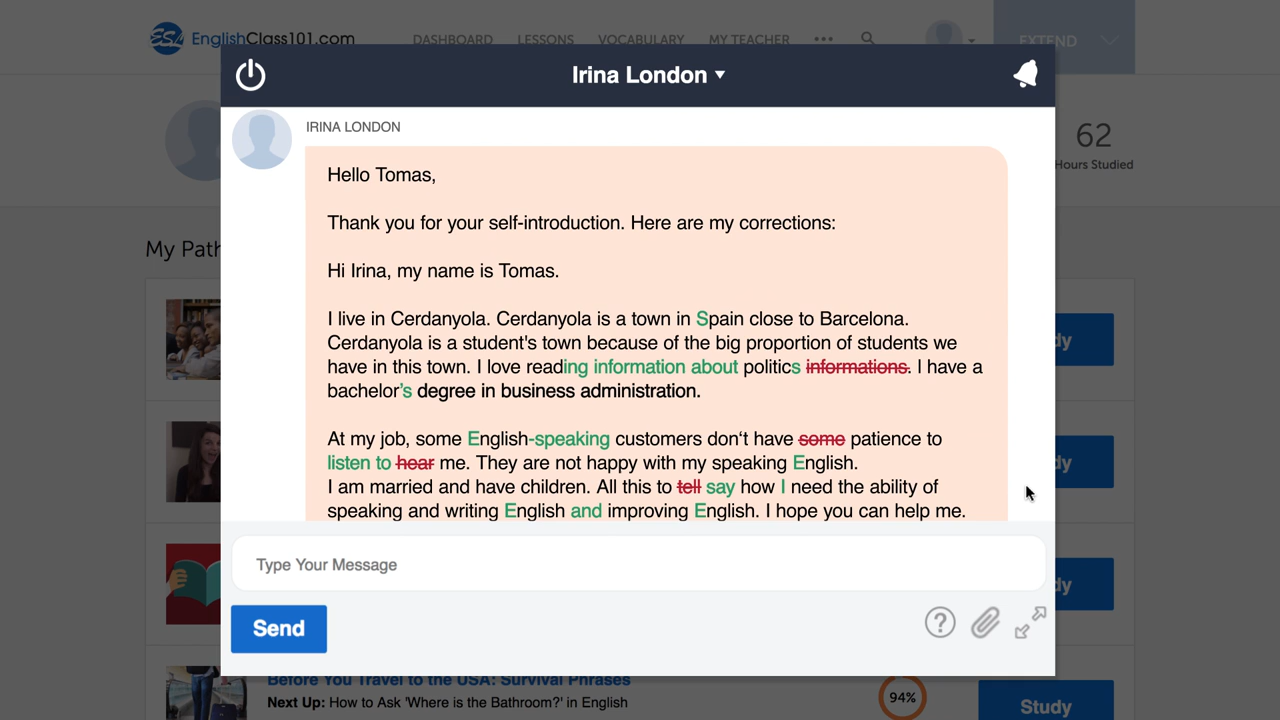 EnglishClass101.com
DASHBOARD LESSONS VOCABULARY MY TEACHER ••• EXTEND
Irina London
IRINA LONDON
Hello Tomas,
Thank you for your self-introduction. Here are my corrections:
Hi Irina, my name is Tomas.
I live in Cerdanyola. Cerdanyola is a town in Spain close to Barcelona.
Cerdanyola is a student's town because of the big proportion of students we
have in this town. I love reading information about politics informations. I have a
bachelor's degree in business administration.
At my job, some English-speaking customers don't have some patience to
listen to hear me. They are not happy with my speaking English.
I am married and have children. All this to tell say how I need the ability of
speaking and writing English and improving English. I hope you can help me.
62
Hours Studied
My Path
Type Your Message
Send
Before You Travel to the USA: Survival Phrases
Next Up: How to Ask 'Where is the Bathroom?' in English
94%
Study